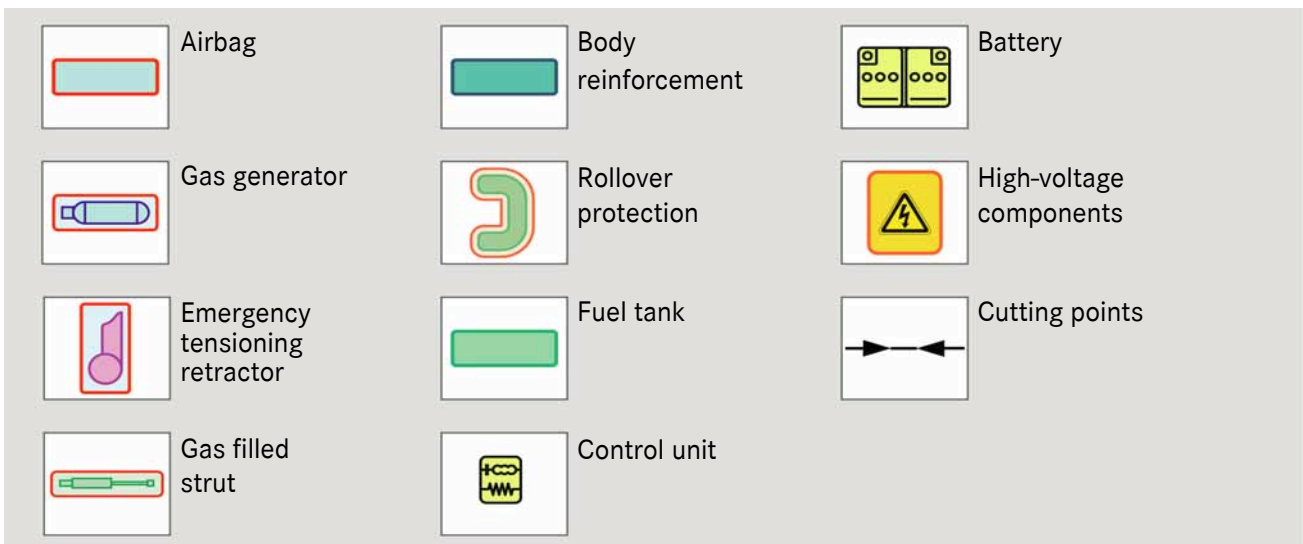 Airbag
Body
reinforcement
Battery
Gas generator
Rollover
protection
High-voltage
components
Emergency
tensioning
retractor
Fuel tank
Cutting points
Gas filled
strut
Control unit